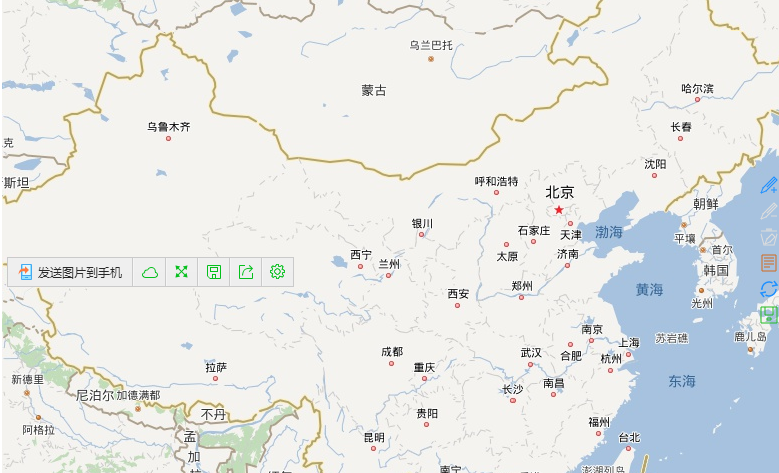 乌兰巴托
蒙古
哈尔滨
乌鲁木齐
长春
克
沈阳
斯坦
呼和浩特
北京
朝鲜
银川
石家庄
天津
渤海
平壤
首尔
西宁
兰州
太原
济南
韩国
发送图片到手机
西安
郑州
黄海
光州
南京
苏岩礁
鹿儿岛
上海
成都
武汉
合肥
杭州
拉萨
重庆
新德里
东海
尼泊尔
加德满都
长沙
南昌
不丹
贵阳
阿格拉
福州
孟
加
昆明
台北
南宁
澎湖列岛